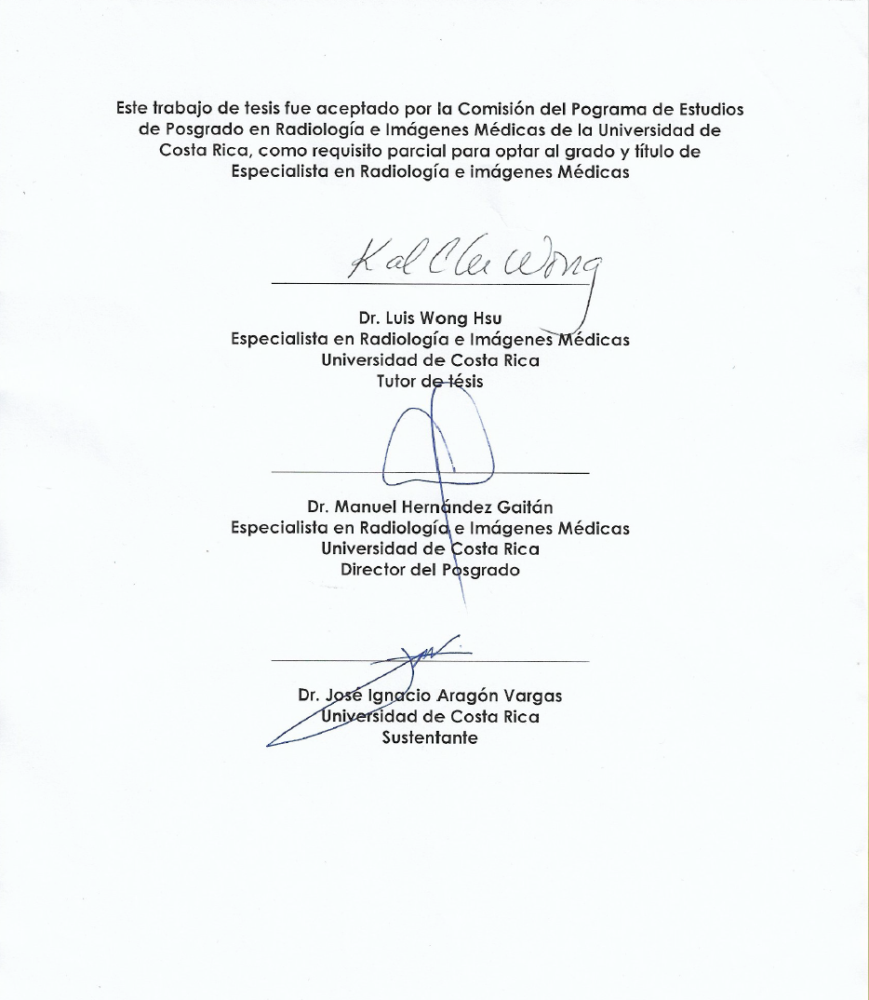 Este trabajo de tesis fue aceptado por la Comisión del Pograma de Estudios
de Posgrado en Radiología e Imágenes Médicas de la Universidad de
Costa Rica, como requisito parcial para optar al grado y título de
Especialista en Radiología e imágenes Médicas
Wong
Dr. Luis Wong Hsu
Especialista en Radiología e Imágenes Médicas
Universidad de Costa Rica
Tutor de tésis
Dr. Manuel Hernández Gaitán
Especialista en Radiología e Imágenes Médicas
Universidad de Costa Rica
Director del Posgrado
Dr. José Ignacio Aragón Vargas
Universidad de Costa Rica
Sustentante